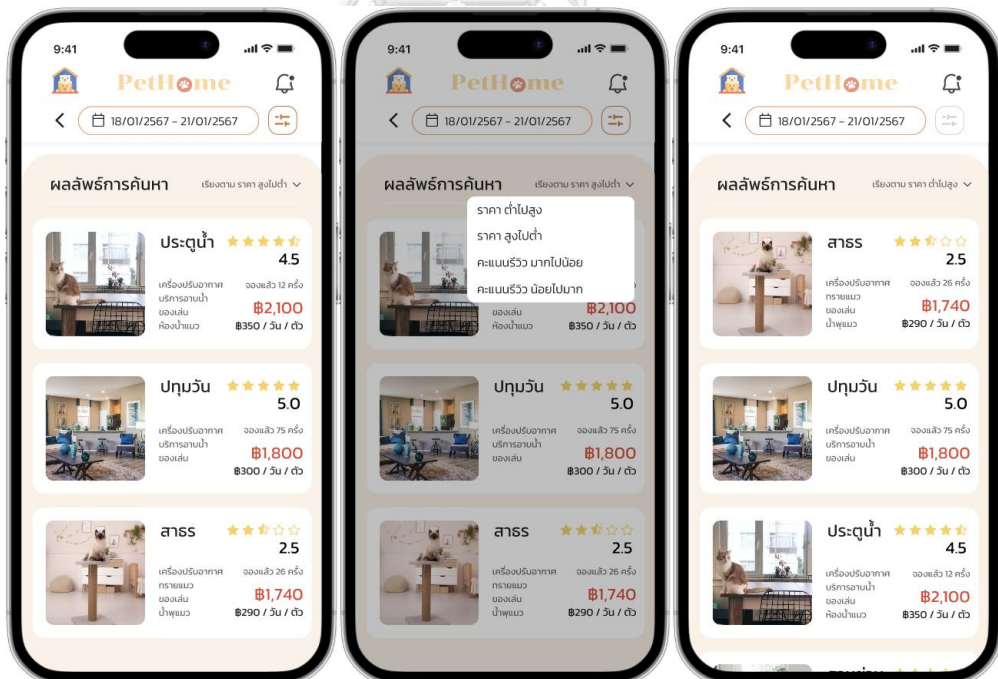 9:41
PetHome
18/01/2567 - 21/01/2567
ผลลัพธ์การค้นหา
เรียงตาม ราคา สูงไปต่ำ
ประตูน้ำ
4.5
เครื่องปรับอากาศ
จองแล้ว 12 ครั้ง
บริการอาบน้ำ
ของเล่น
฿2,100
ห้องน้ำแมว
฿350 / วัน / ตัว
ปทุมวัน
5.0
เครื่องปรับอากาศ
จองแล้ว 75 ครั้ง
บริการอาบน้ำ
ของเล่น
฿1,800
฿300 / วัน / ตัว
สาธร
2.5
เครื่องปรับอากาศ
จองแล้ว 26 ครั้ง
ทรายแมว
ของเล่น
฿1,740
น้ำพุแมว
฿290 / วัน / ตัว
9:41
PetHome
18/01/2567 - 21/01/2567
ผลลัพธ์การค้นหา
เรียงตาม ราคา สูงไปต่ำ
ราคา ต่ำไปสูง
ราคา สูงไปต่ำ
คะแนนรีวิว มากไปน้อย
คะแนนรีวิว น้อยไปมาก
ของเล่น
฿2,100
ห้องน้ำแมว
฿350 / วัน / ตัว
ปทุมวัน
5.0
เครื่องปรับอากาศ
จองแล้ว 75 ครั้ง
บริการอาบน้ำ
ของเล่น
฿1,800
฿300 / วัน / ตัว
สาธร
2.5
เครื่องปรับอากาศ
จองแล้ว 26 ครั้ง
ทรายแมว
ของเล่น
฿1,740
น้ำพุแมว
฿290 / วัน / ตัว
9:41
PetHome
18/01/2567 - 21/01/2567
ผลลัพธ์การค้นหา
เรียงตาม ราคา ต่ำไปสูง
สาธร
2.5
เครื่องปรับอากาศ
จองแล้ว 26 ครั้ง
ทรายแมว
ของเล่น
฿1,740
น้ำพุแมว
฿290 / วัน / ตัว
ปทุมวัน
5.0
เครื่องปรับอากาศ
จองแล้ว 75 ครั้ง
บริการอาบน้ำ
ของเล่น
฿1,800
฿300 / วัน / ตัว
ประตูน้ำ
4.5
เครื่องปรับอากาศ
จองแล้ว 12 ครั้ง
บริการอาบน้ำ
ของเล่น
฿2,100
ห้องน้ำแมว
฿350 / วัน / ตัว